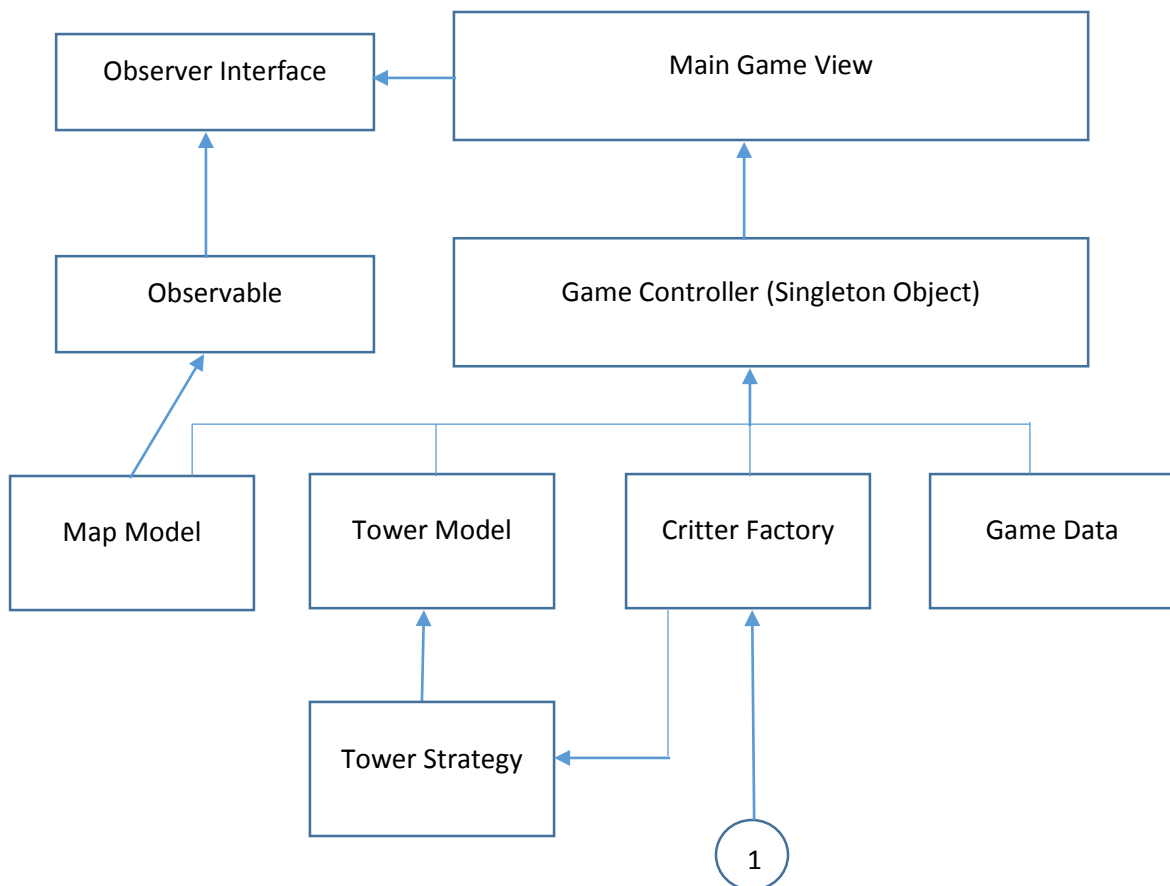 Observer Interface
Main Game View
Observable
Game Controller (Singleton Object)
Map Model
Tower Model
Critter Factory
Game Data
Tower Strategy
1